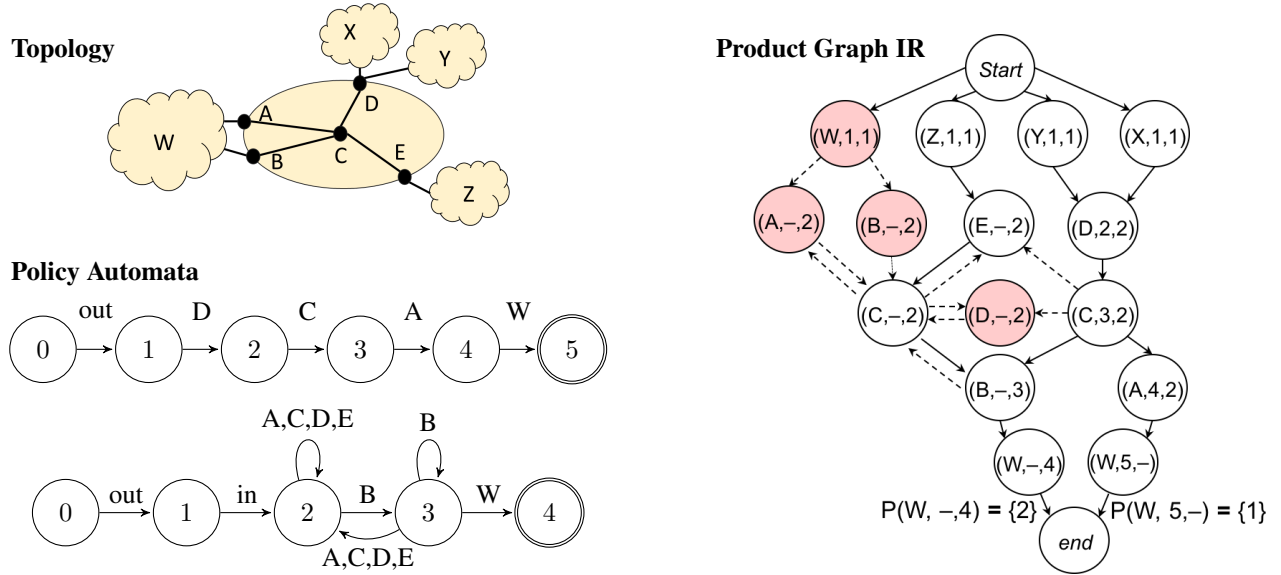 Topology
X
Y
W
A
D
B
C
E
Z
Policy Automata
out D C A W
0 1 2 3 4 5
A,C,D,E B
out in B W
0 1 2 3 4
A,C,D,E
Product Graph IR
Start
(W,1,1) (Z,1,1) (Y,1,1) (X,1,1)
(A,–,2) (B,–,2) (E,–,2) (D,2,2)
(C,–,2) (D,–,2) (C,3,2)
(B,–,3) (A,4,2)
(W,–,4) (W,5,–)
P(W, –,4) = {2} P(W, 5,–) = {1}
end